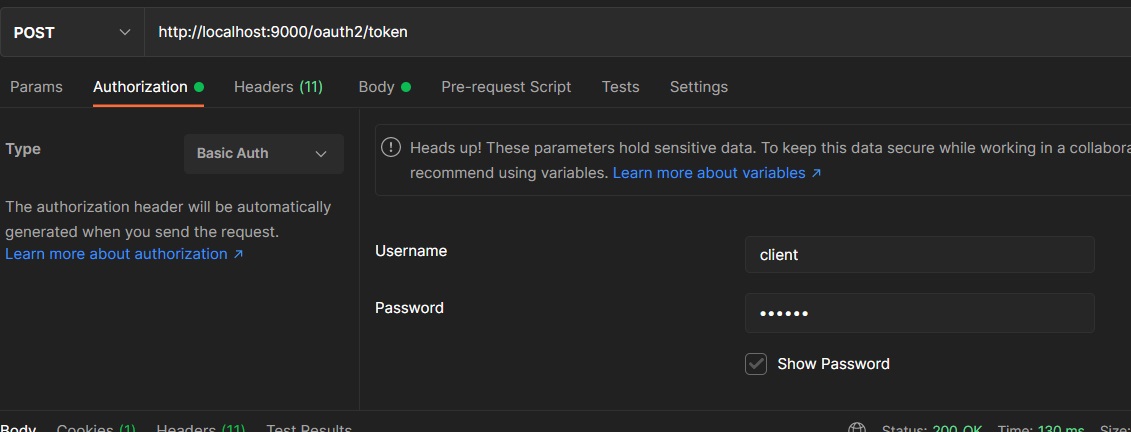 POST http://localhost:9000/oauth2/token
Params Authorization Headers (11) Body Pre-request Script Tests Settings
Type
Basic Auth
The authorization header will be automatically
generated when you send the request.
Learn more about authorization ↗
Heads up! These parameters hold sensitive data. To keep this data secure while working in a
recommend using variables. Learn more about variables ↗
Username
client
Password
••••••
Show Password
Body Cookies (1) Headers (11) Test Results
Status: 200 OK Time: 130 ms Size: